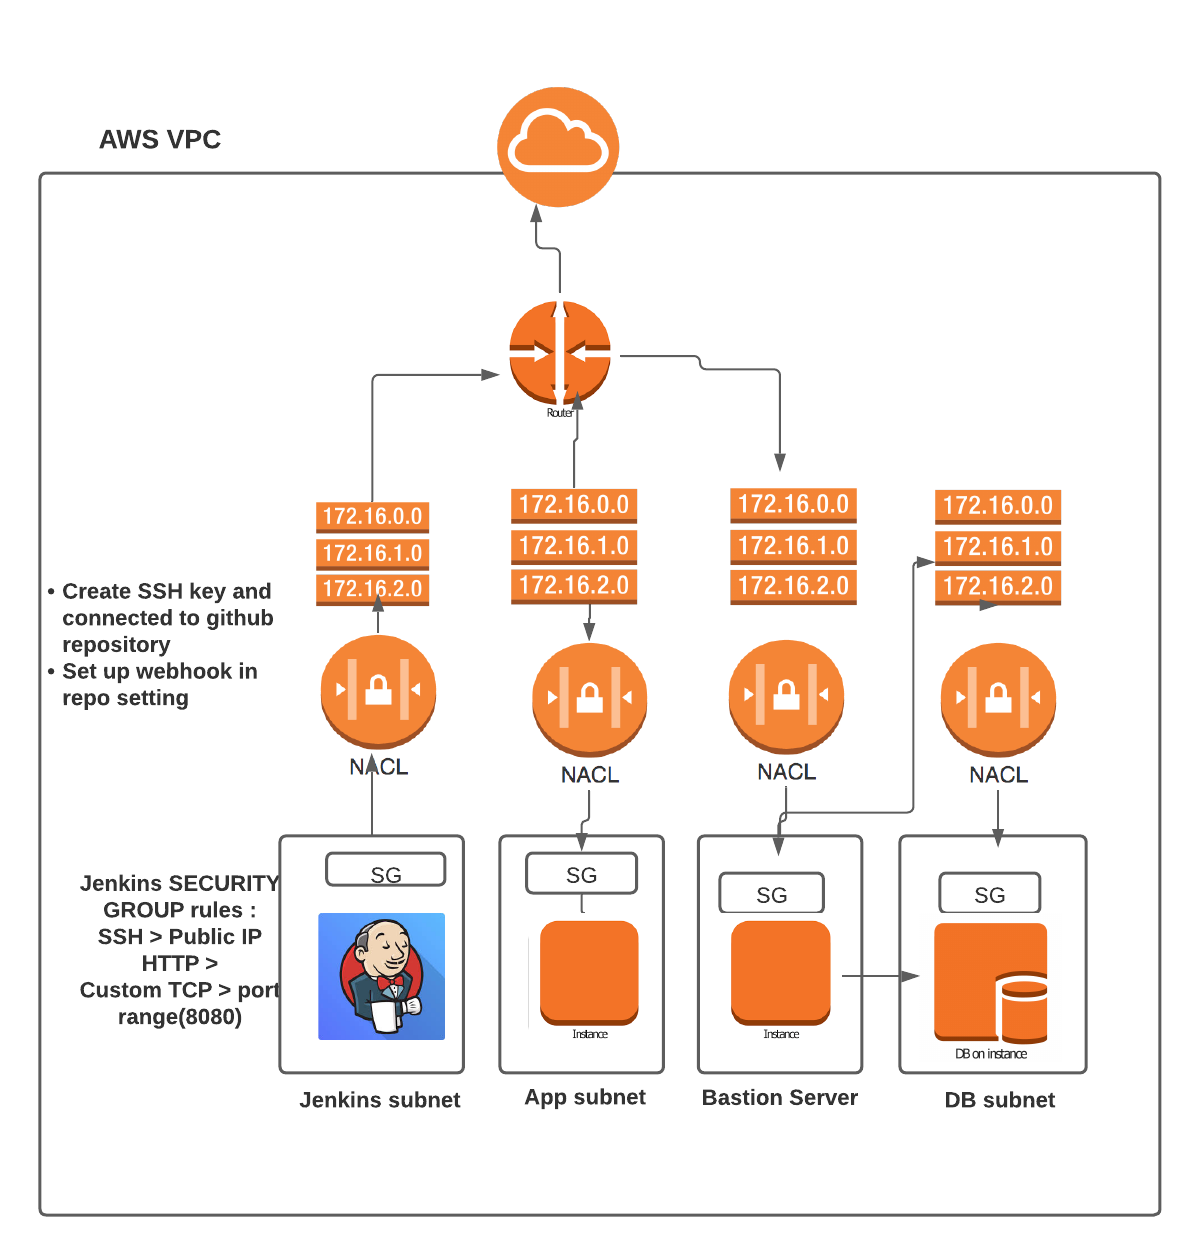 AWS VPC
Router
172.16.0.0
172.16.1.0
172.16.2.0
172.16.0.0
172.16.1.0
172.16.2.0
172.16.0.0
172.16.1.0
172.16.2.0
172.16.0.0
172.16.1.0
172.16.2.0
• Create SSH key and
connected to github
repository
• Set up webhook in
repo setting
NACL
NACL
NACL
NACL
Jenkins SECURITY
GROUP rules :
SSH > Public IP
HTTP >
Custom TCP > port
range(8080)
SG
SG
SG
SG
Instance
Instance
DB on instance
Jenkins subnet
App subnet
Bastion Server
DB subnet